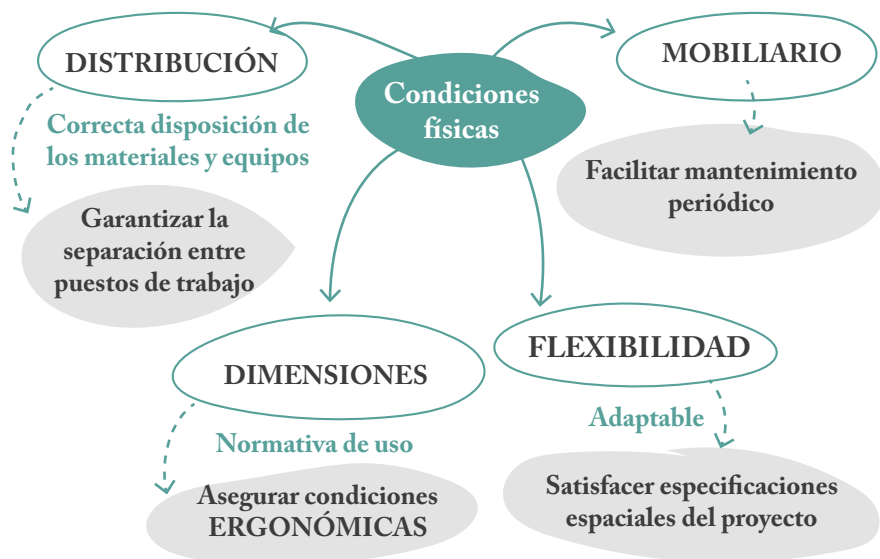 Condiciones
físicas
DISTRIBUCIÓN
Correcta disposición de
los materiales y equipos
Garantizar la
separación entre
puestos de trabajo
MOBILIARIO
Facilitar mantenimiento
periódico
DIMENSIONES
Normativa de uso
Asegurar condiciones
ERGONÓMICAS
FLEXIBILIDAD
Adaptable
Satisfacer especificaciones
espaciales del proyecto